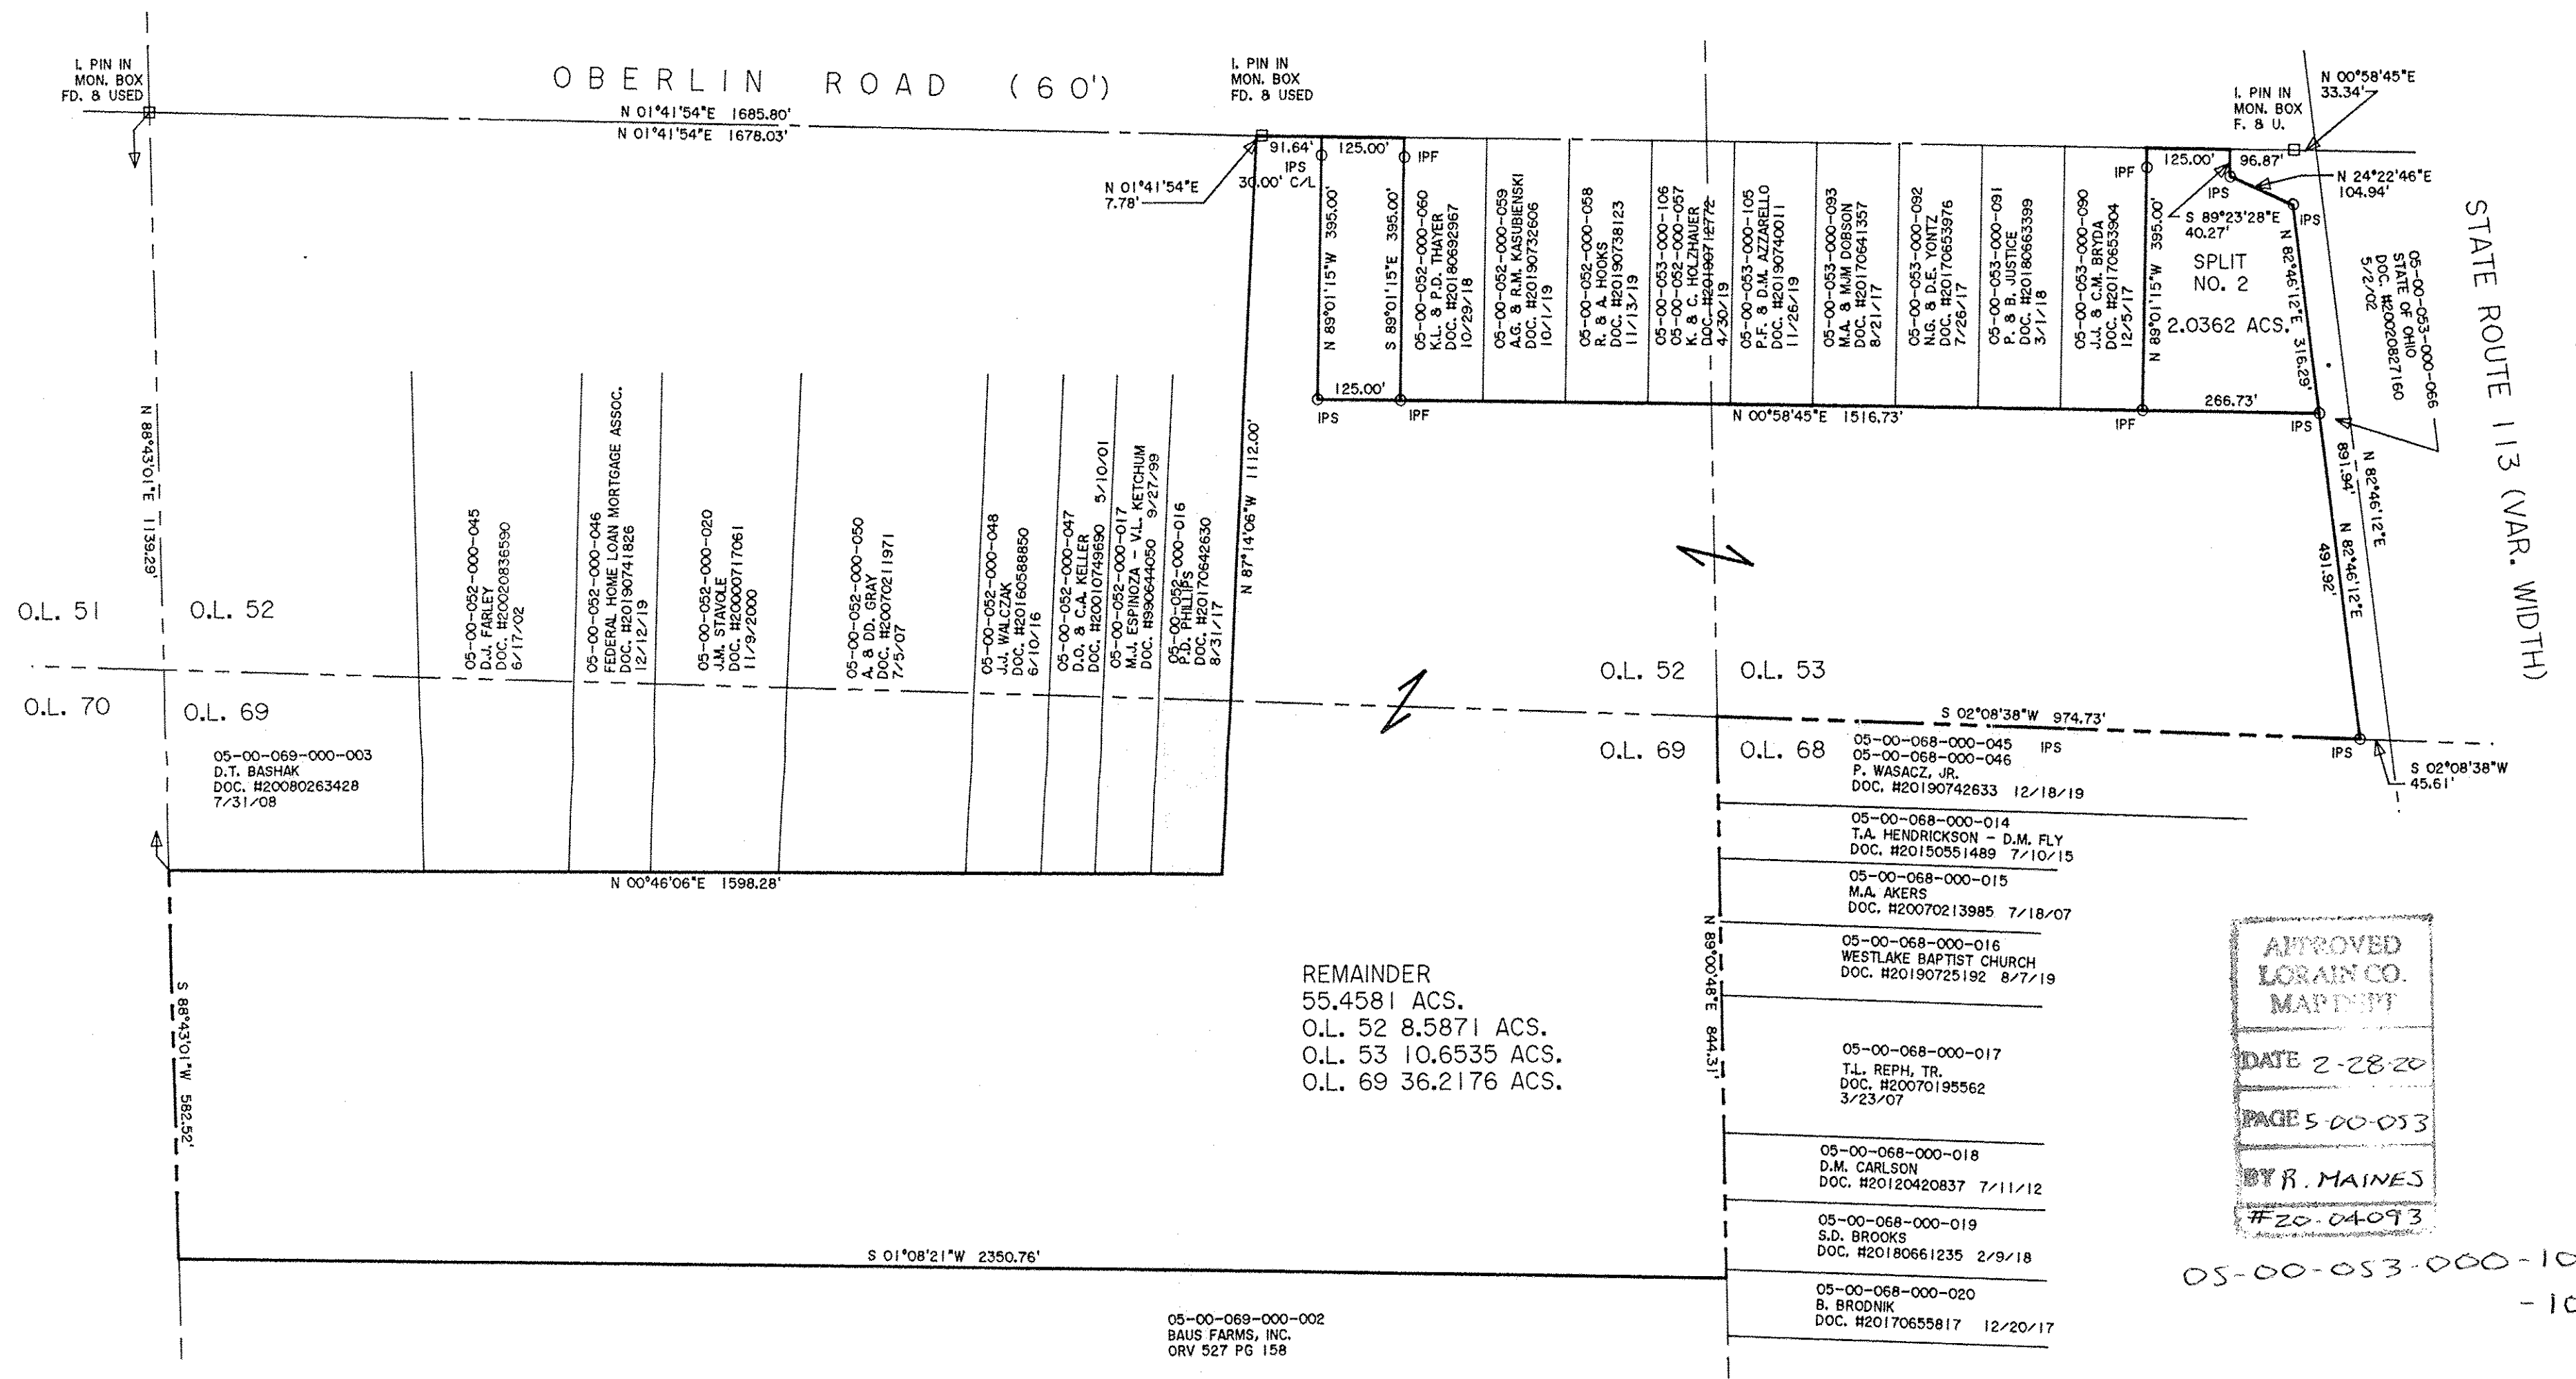 I. PIN IN
MON. BOX
FD. & USED
OBERLIN ROAD (60')
N 01°41'54"E 1685.80'
N 01°41'54"E 1678.03'
I. PIN IN
MON. BOX
FD. & USED
I. PIN IN
MON. BOX
F. & U.
N 00°58'45"E
33.34'
91.64'
IPS
30.00' C/L
125.00'
IPF
N 01°41'54"E
7.78'
N 89°01'15"W 395.00'
S 89°01'15"E 395.00'
125.00'
IPS
IPF
05-00-052-000-060
K.L. & P.D. THAYER
DOC. #20180692967
10/29/18
05-00-052-000-059
A.G. & R.M. KASUBIENSKI
DOC. #20190732606
10/1/19
05-00-052-000-058
R. & A. HOOKS
DOC. #20190738123
11/13/19
05-00-053-000-106
05-00-052-000-057
K. & C. HOLZHAUER
DOC. #20190712772
4/30/19
05-00-053-000-105
P.F. & D.M. AZZARELLO
DOC. #20190740011
11/26/19
05-00-053-000-093
M.A. & MJM DOBSON
DOC. #20170641357
8/21/17
05-00-053-000-092
N.G. & D.E. YONTZ
DOC. #20170653976
7/26/17
05-00-053-000-091
P. & B. JUSTICE
DOC. #20180663399
3/1/18
05-00-053-000-090
J.J. & C.M. BRYDA
DOC. #20170653904
12/5/17
N 00°58'45"E 1516.73'
IPF
125.00'
96.87'
IPS
N 24°22'46"E
104.94'
S 89°23'28"E
40.27'
IPS
N 89°01'15"W 395.00'
SPLIT
NO. 2
2.0362 ACS.
N 82°46'12"E 316.29'
266.73'
IPF
IPS
05-00-053-000-066
STATE OF OHIO
DOC. #20020827160
5/2/02
STATE ROUTE 113 (VAR. WIDTH)
N 82°46'12"E
891.94' N 82°46'12"E
491.92'
N 88°43'01"E 1139.29'
O.L. 51
O.L. 52
O.L. 70
O.L. 69
05-00-069-000-003
D.T. BASHAK
DOC. #20080263428
7/31/08
05-00-052-000-045
D.J. FARLEY
DOC. #20020836590
6/17/02
05-00-052-000-046
FEDERAL HOME LOAN MORTGAGE ASSOC.
DOC. #20190741826
12/12/19
05-00-052-000-020
J.M. STAVOLE
DOC. #20000717061
11/9/2000
05-00-052-000-050
A. & DD. GRAY
DOC. #20070211971
7/5/07
05-00-052-000-048
J.J. WALCZAK
DOC. #20160588850
6/10/16
05-00-052-000-047
D.O. & C.A. KELLER
DOC. #20010749690 5/10/01
05-00-052-000-017
M.J. ESPINOZA - V.L. KETCHUM
DOC. #990644050 9/27/99
05-00-052-000-016
P.D. PHILLIPS
DOC. #20170642630
8/31/17
N 87°14'06"W 1112.00'
N 00°46'06"E 1598.28'
O.L. 52
O.L. 53
O.L. 69
O.L. 68
S 02°08'38"W 974.73'
IPS
IPS
S 02°08'38"W
45.61'
05-00-068-000-045
05-00-068-000-046
P. WASACZ, JR.
DOC. #20190742633 12/18/19
05-00-068-000-014
T.A. HENDRICKSON - D.M. FLY
DOC. #20150551489 7/10/15
05-00-068-000-015
M.A. AKERS
DOC. #20070213985 7/18/07
05-00-068-000-016
WESTLAKE BAPTIST CHURCH
DOC. #20190725192 8/7/19
05-00-068-000-017
T.L. REPH, TR.
DOC. #20070195562
3/23/07
05-00-068-000-018
D.M. CARLSON
DOC. #20120420837 7/11/12
05-00-068-000-019
S.D. BROOKS
DOC. #20180661235 2/9/18
05-00-068-000-020
B. BRODNIK
DOC. #20170655817 12/20/17
N 89°00'48"E 844.31'
REMAINDER
55.4581 ACS.
O.L. 52 8.5871 ACS.
O.L. 53 10.6535 ACS.
O.L. 69 36.2176 ACS.
S 88°43'01"W 582.52'
S 01°08'21"W 2350.76'
05-00-069-000-002
BAUS FARMS, INC.
ORV 527 PG 158
APPROVED
LORAIN CO.
MAP DEPT
DATE 2-28-20
PAGE 5-00-053
BY R. MAINES
#20-04093
05-00-053-000-10
-10